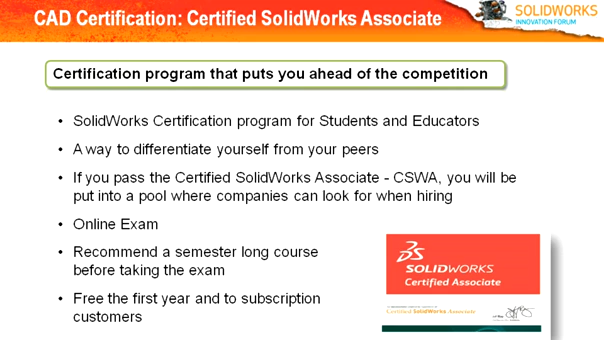 CAD Certification: Certified SolidWorks Associate
SOLIDWORKS
INNOVATION FORUM
Certification program that puts you ahead of the competition
• SolidWorks Certification program for Students and Educators
• A way to differentiate yourself from your peers
• If you pass the Certified SolidWorks Associate - CSWA, you will be
put into a pool where companies can look for when hiring
• Online Exam
• Recommend a semester long course
before taking the exam
• Free the first year and to subscription
customers
SOLIDWORKS
Certified Associate
Certified SolidWorks Associate